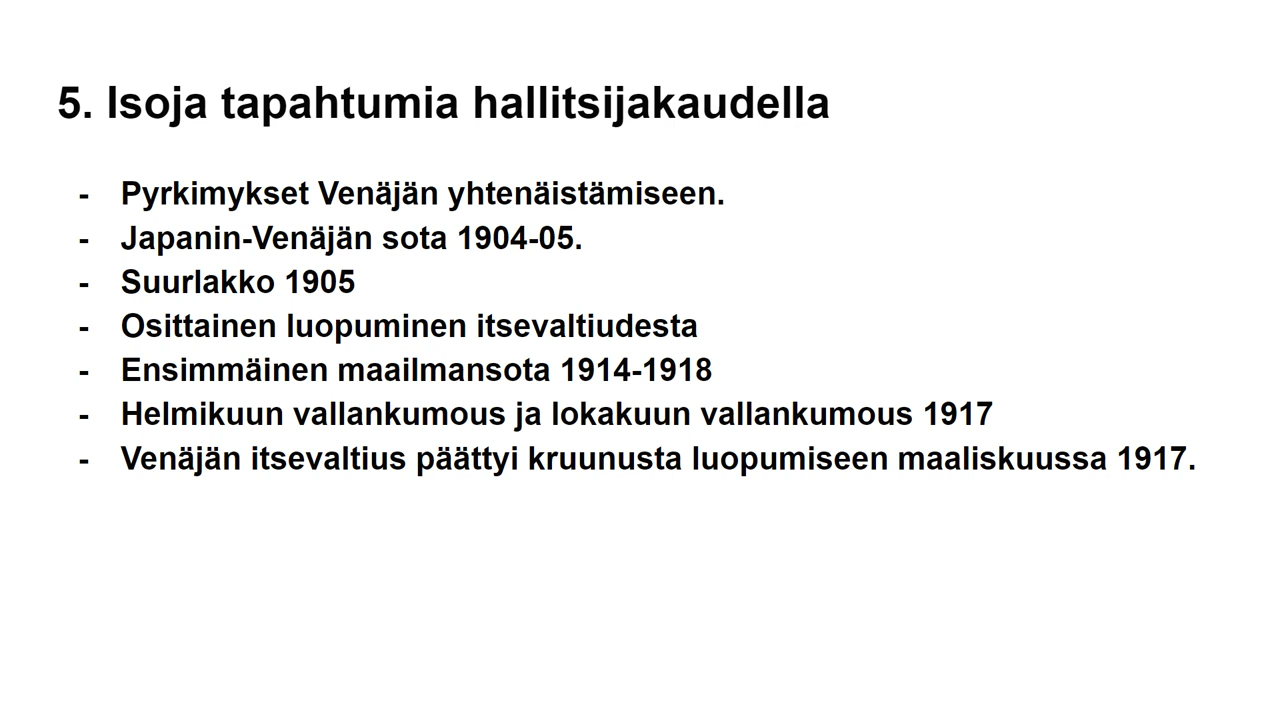 5. Isoja tapahtumia hallitsijakaudella
- Pyrkimykset Venäjän yhtenäistämiseen.
- Japanin-Venäjän sota 1904-05.
- Suurlakko 1905
- Osittainen luopuminen itsevaltiudesta
- Ensimmäinen maailmansota 1914-1918
- Helmikuun vallankumous ja lokakuun vallankumous 1917
- Venäjän itsevaltius päättyi kruunusta luopumiseen maaliskuussa 1917.